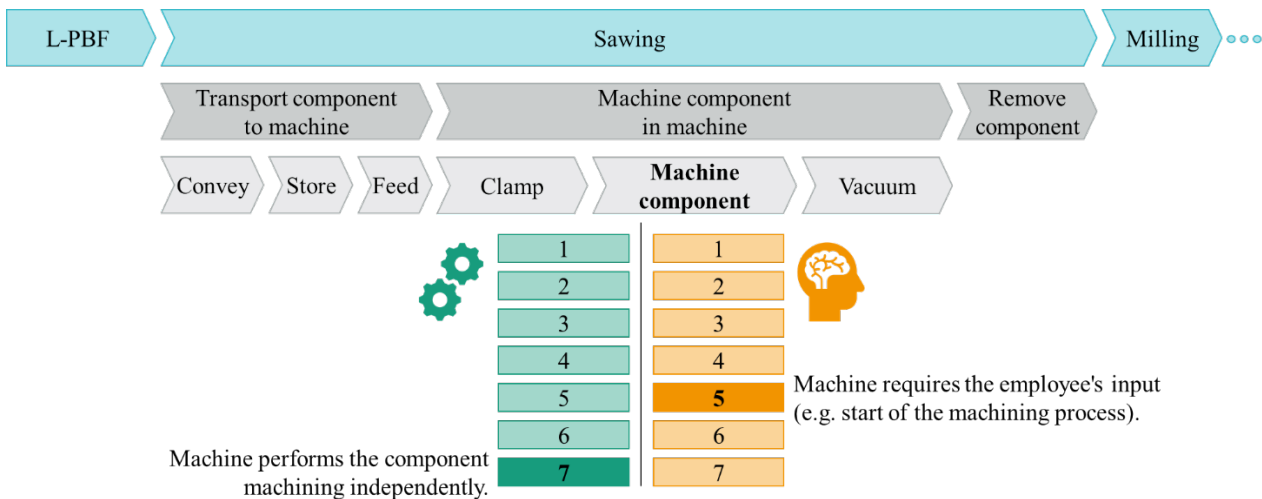 L-PBF
Sawing
Milling
Transport component
to machine
Machine component
in machine
Remove
component
Convey
Store
Feed
Clamp
Machine
component
Vacuum
1
2
3
4
5
6
7
Machine performs the component
machining independently.
1
2
3
4
5
6
7
Machine requires the employee's input
(e.g. start of the machining process).